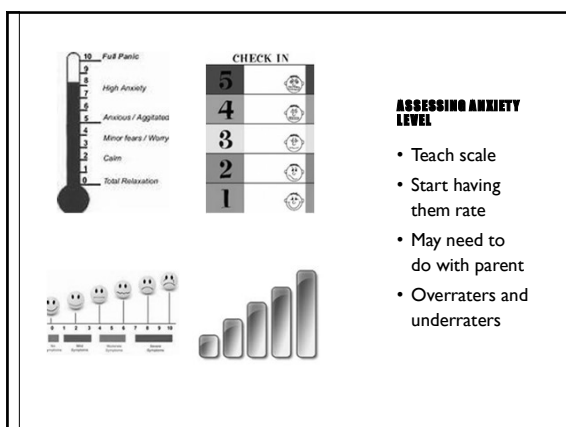 10 Full Panic
9
8
7 High Anxiety
6
5 Anxious / Aggitated
4
3 Minor fears / Worry
2 Calm
1
0 Total Relaxation
CHECK IN
5
4
3
2
1
0 1 2 3 4 5 6 7 8 9 10
Symptoms
ASSESSING ANXIETY
LEVEL
• Teach scale
• Start having
them rate
• May need to
do with parent
• Overraters and
underraters